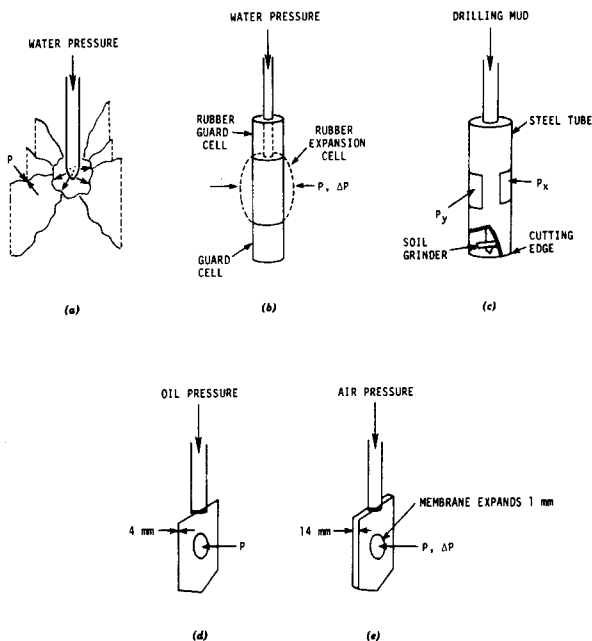 WATER PRESSURE
P
(a)
WATER PRESSURE
RUBBER
GUARD
CELL
RUBBER
EXPANSION
CELL
P, ΔP
GUARD
CELL
(b)
DRILLING MUD
STEEL TUBE
Px
Py
SOIL
GRINDER
CUTTING
EDGE
(c)
OIL PRESSURE
4 mm
P
(d)
AIR PRESSURE
MEMBRANE EXPANDS 1 mm
14 mm
P, ΔP
(e)